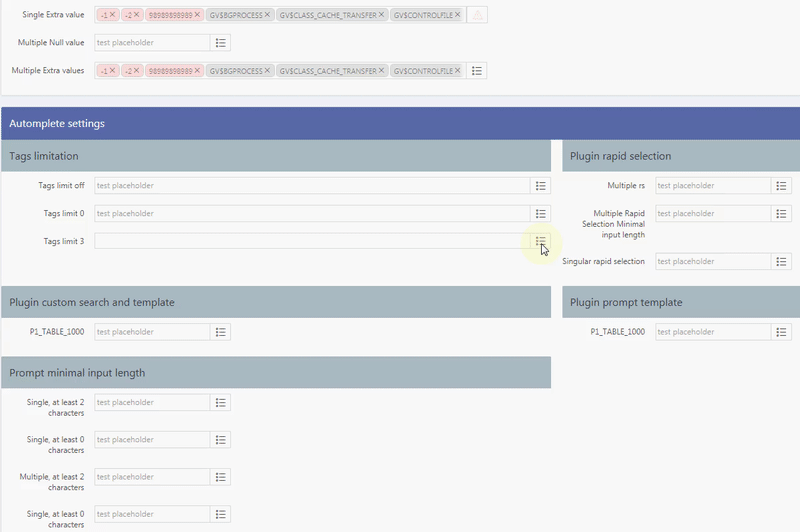 Single Extra value -1 -2 98989898989 GV$BGPROCESS GV$CLASS_CACHE_TRANSFER GV$CONTROLFILE
Multiple Null value test placeholder
Multiple Extra values -1 -2 98989898989 GV$BGPROCESS GV$CLASS_CACHE_TRANSFER GV$CONTROLFILE
Automplete settings
Tags limitation
Plugin rapid selection
Tags limit off test placeholder
Multiple rs test placeholder
Tags limit 0 test placeholder
Multiple Rapid test placeholder
Selection Minimal
input length
Tags limit 3
Singular rapid selection test placeholder
Plugin custom search and template
Plugin prompt template
P1_TABLE_1000 test placeholder
P1_TABLE_1000 test placeholder
Prompt minimal input length
Single, at least 2 test placeholder
characters
Single, at least 0 test placeholder
characters
Multiple, at least 2 test placeholder
characters
Single, at least 0 test placeholder
characters